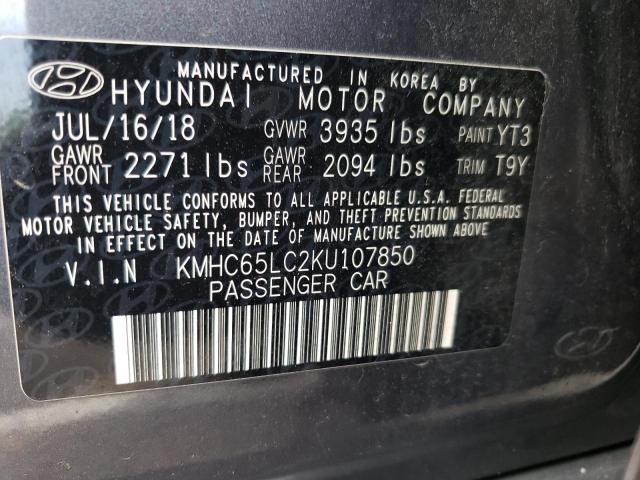 MANUFACTURED IN KOREA BY
HYUNDAI MOTOR COMPANY
JUL/16/18 GVWR 3935 lbs PAINT YT3
GAWR FRONT 2271 lbs GAWR REAR 2094 lbs TRIM T9Y
THIS VEHICLE CONFORMS TO ALL APPLICABLE U.S.A. FEDERAL
MOTOR VEHICLE SAFETY, BUMPER, AND THEFT PREVENTION STANDARDS
IN EFFECT ON THE DATE OF MANUFACTURE SHOWN ABOVE
V.I.N KMHC65LC2KU107850
PASSENGER CAR